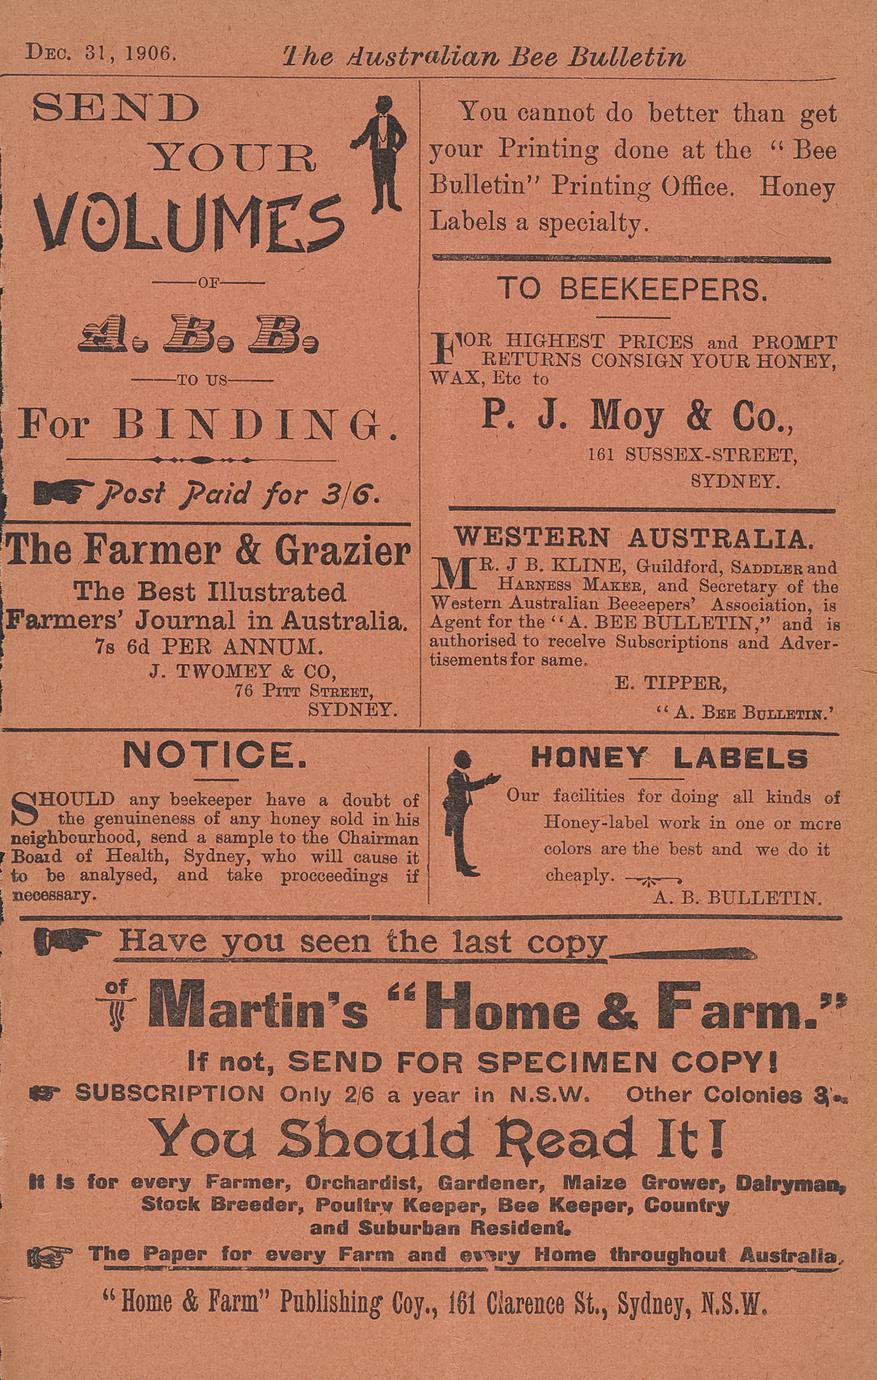 Dec. 31, 1906.
The Australian Bee Bulletin
SEND
YOUR
VOLUMES
OF
A. B. B.
TO US
For BINDING.
Post Paid for 3/6.
The Farmer & Grazier
The Best Illustrated
Farmers' Journal in Australia.
7s 6d PER ANNUM.
J. TWOMEY & CO,
76 Pitt Street,
SYDNEY.
You cannot do better than get
your Printing done at the " Bee
Bulletin" Printing Office. Honey
Labels a specialty.
TO BEEKEEPERS.
FOR HIGHEST PRICES and PROMPT
RETURNS CONSIGN YOUR HONEY,
WAX, Etc to
P. J. Moy & Co.,
161 SUSSEX-STREET,
SYDNEY.
WESTERN AUSTRALIA.
MR. J B. KLINE, Guildford, Saddler and
Harness Maker, and Secretary of the
Western Australian Beeeepers' Association, is
Agent for the "A. BEE BULLETIN," and is
authorised to receive Subscriptions and Adver-
tisements for same.
E. TIPPER,
" A. Bee Bulletin.'
NOTICE.
SHOULD any beekeeper have a doubt of
the genuineness of any honey sold in his
neighbourhood, send a sample to the Chairman
Board of Health, Sydney, who will cause it
to be analysed, and take procceedings if
necessary.
HONEY LABELS
Our facilities for doing all kinds of
Honey-label work in one or more
colors are the best and we do it
cheaply.
A. B. BULLETIN.
Have you seen the last copy
of Martin's "Home & Farm."
If not, SEND FOR SPECIMEN COPY!
SUBSCRIPTION Only 2/6 a year in N.S.W. Other Colonies
You Should Read It!
It is for every Farmer, Orchardist, Gardener, Maize Grower, Dairyman,
Stock Breeder, Poultry Keeper, Bee Keeper, Country
and Suburban Resident.
The Paper for every Farm and every Home throughout Australia.
"Home & Farm" Publishing Coy., 161 Clarence St., Sydney, N.S.W.